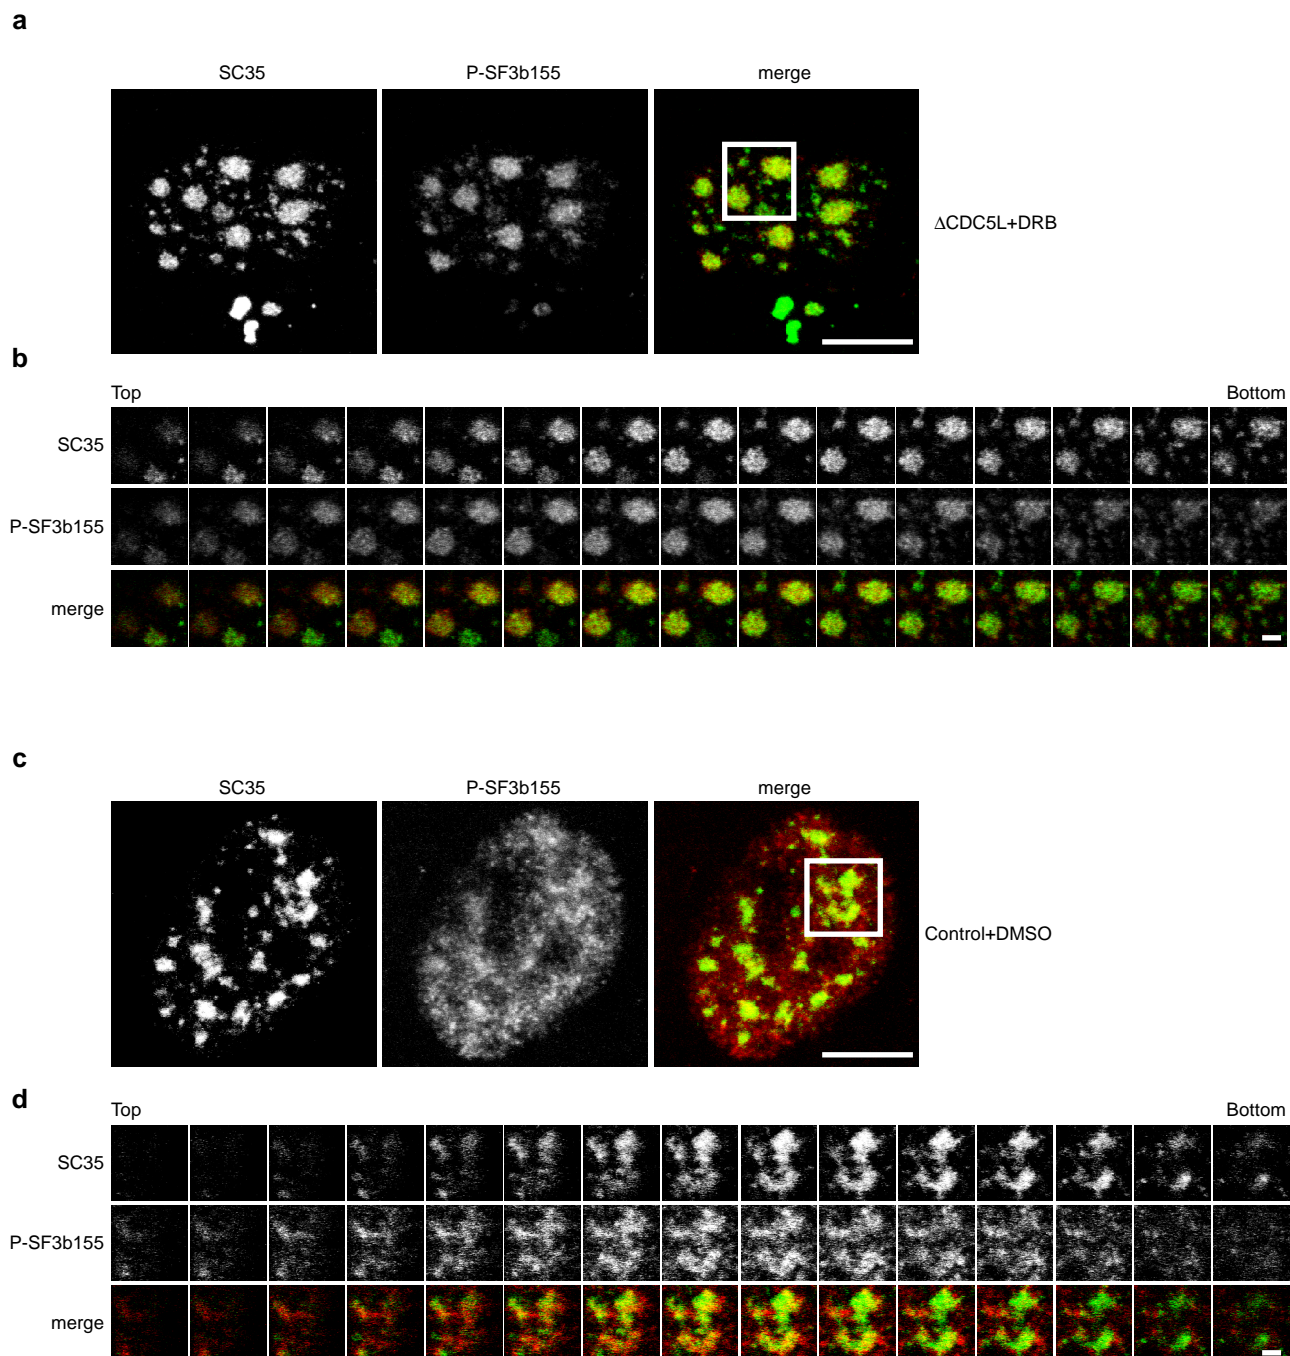 a
SC35 P-SF3b155 merge
ΔCDC5L+DRB
b
Top Bottom
SC35
P-SF3b155
merge
c
SC35 P-SF3b155 merge
Control+DMSO
d
Top Bottom
SC35
P-SF3b155
merge